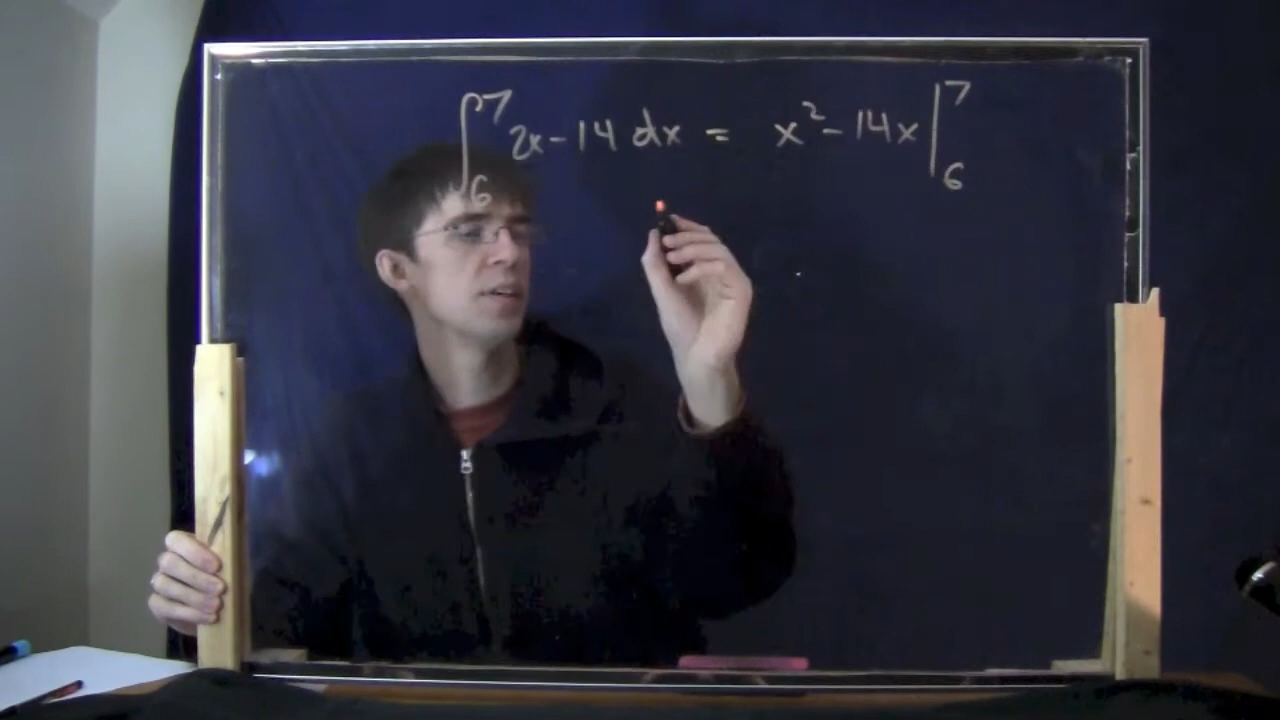 ∫₆⁷ 2x-14 dx = x²-14x |₆⁷